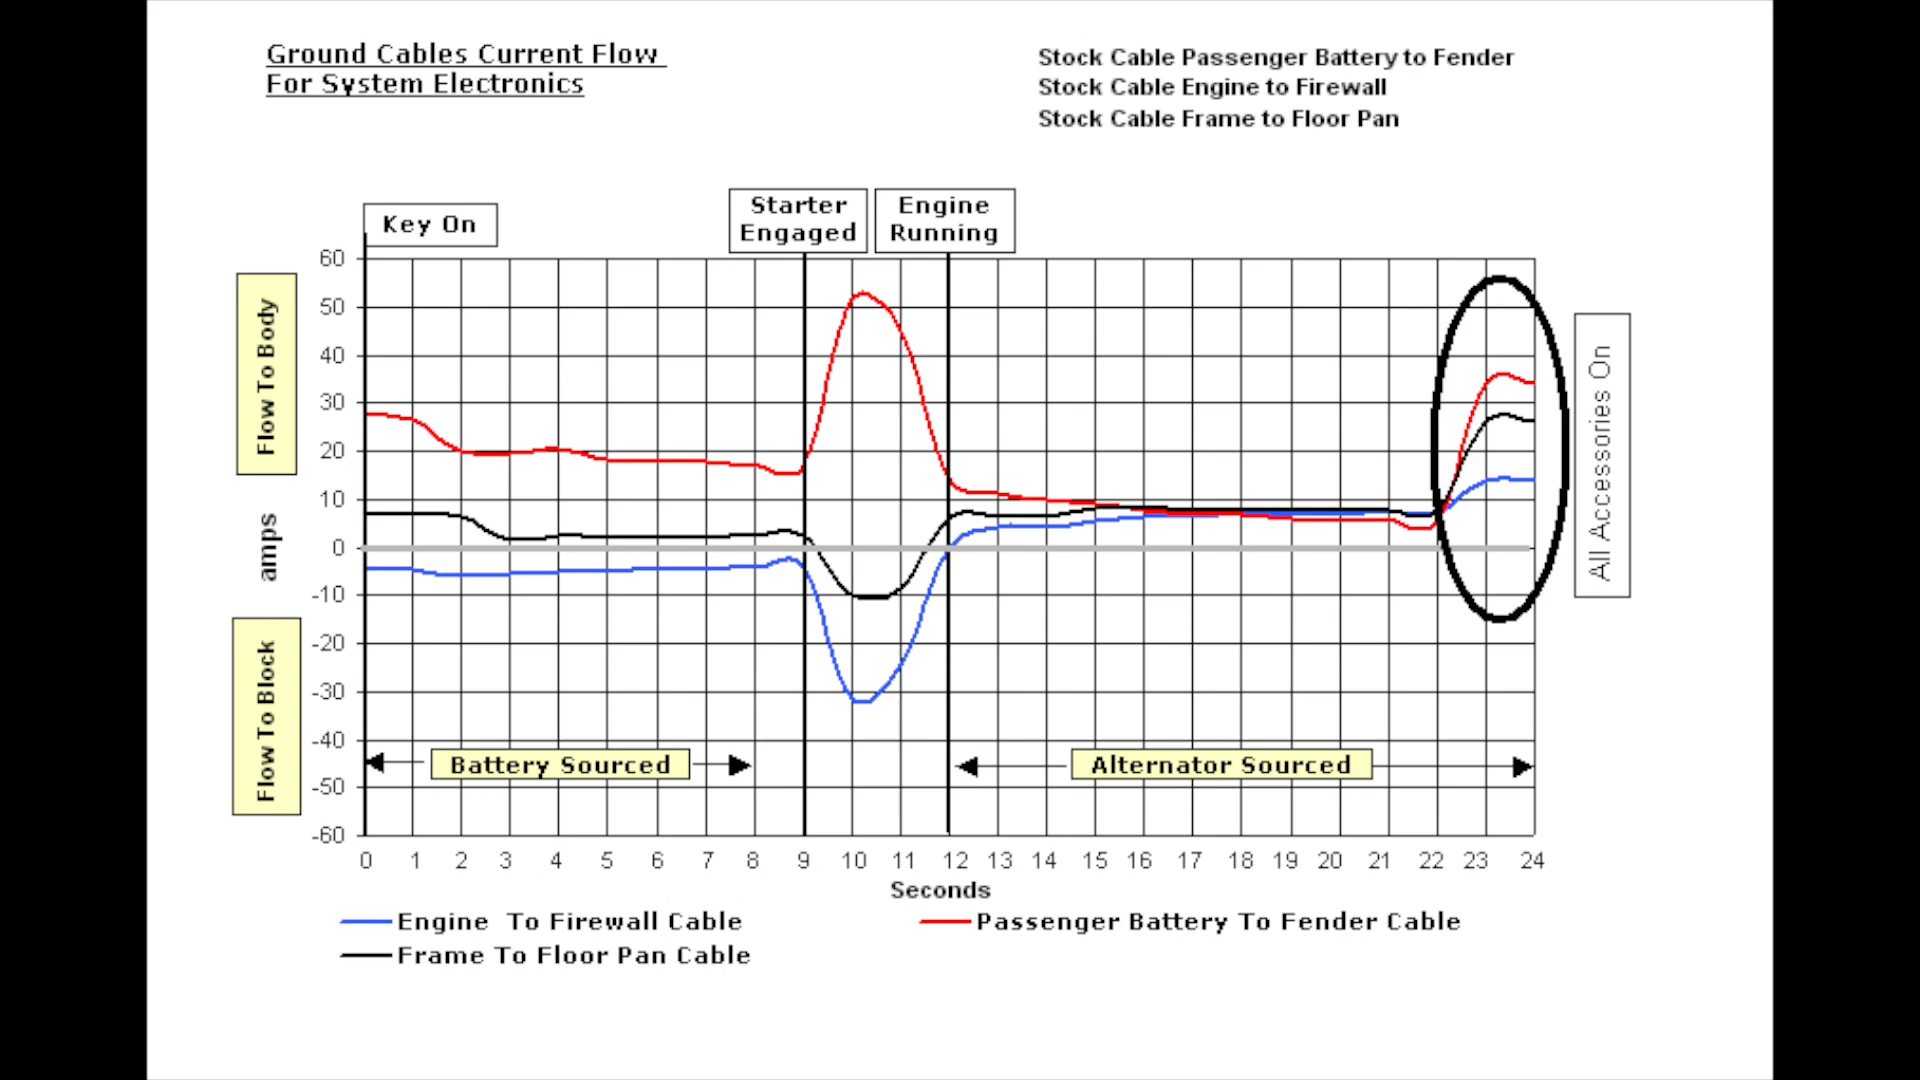 Ground Cables Current Flow
For System Electronics
Stock Cable Passenger Battery to Fender
Stock Cable Engine to Firewall
Stock Cable Frame to Floor Pan
Key On
Starter
Engaged
Engine
Running
Flow To Body
amps
Flow To Block
60
50
40
30
20
10
0
-10
-20
-30
-40
-50
-60
All Accessories On
Battery Sourced
Alternator Sourced
0 1 2 3 4 5 6 7 8 9 10 11 12 13 14 15 16 17 18 19 20 21 22 23 24
Seconds
Engine To Firewall Cable
Passenger Battery To Fender Cable
Frame To Floor Pan Cable